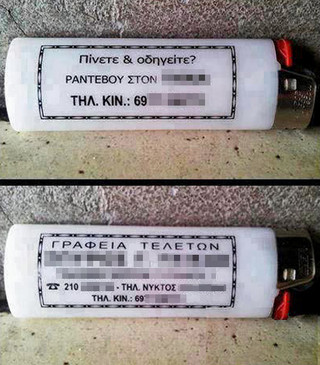 Πίνετε & οδηγείτε?
ΡΑΝΤΕΒΟΥ ΣΤΟΝ
ΤΗΛ. ΚΙΝ.: 69
ΓΡΑΦΕΙΑ ΤΕΛΕΤΩΝ
☎ 210 - ΤΗΛ. ΝΥΚΤΟΣ
ΤΗΛ. ΚΙΝ.: 69